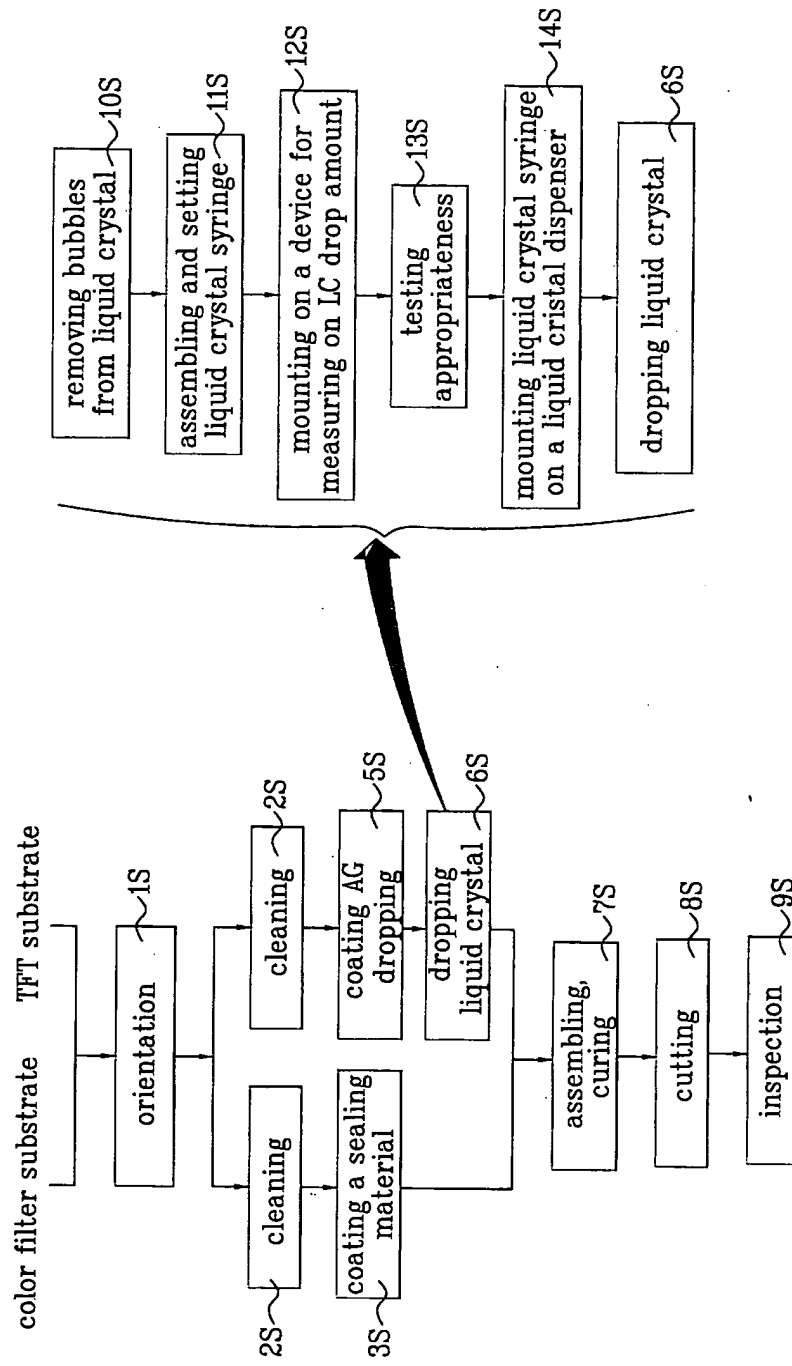 color filter substrate
TFT substrate
orientation
1S
cleaning
2S
cleaning
2S
coating a sealing
material
3S
coating AG
dropping
5S
dropping
liquid crystal
6S
assembling,
curing
7S
cutting
8S
inspection
9S
removing bubbles
from liquid crystal
10S
assembling and setting
liquid crystal syringe
11S
mounting on a device for
measuring on LC drop amount
12S
testing
appropriateness
13S
mounting liquid crystal syringe
on a liquid cristal dispenser
14S
dropping liquid crystal
6S